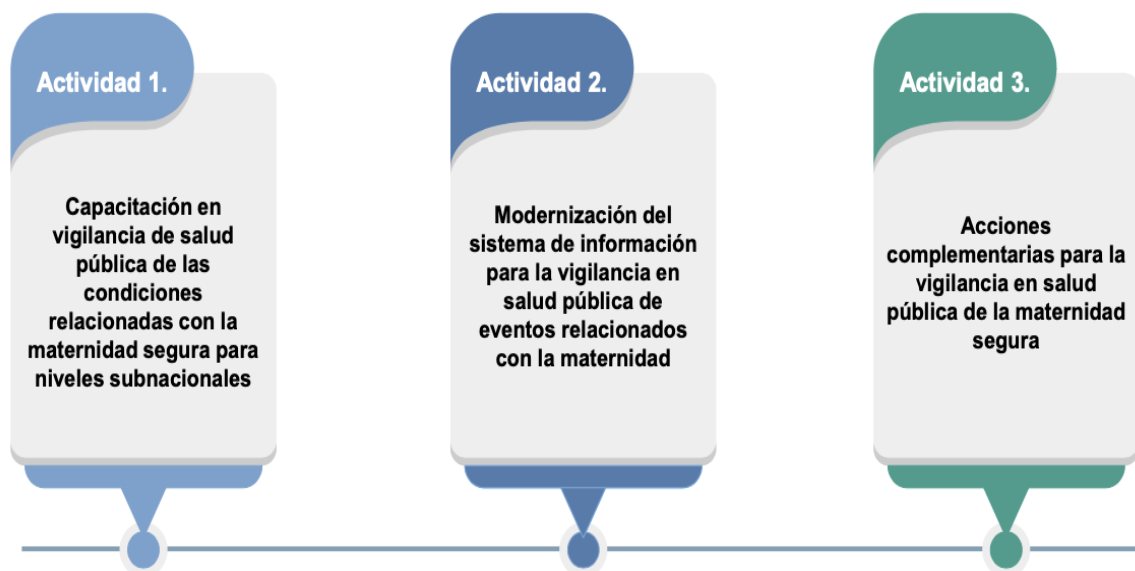 Actividad 1.
Capacitación en
vigilancia de salud
pública de las
condiciones
relacionadas con la
maternidad segura para
niveles subnacionales
Actividad 2.
Modernización del
sistema de información
para la vigilancia en
salud pública de
eventos relacionados
con la maternidad
Actividad 3.
Acciones
complementarias para la
vigilancia en salud
pública de la maternidad
segura